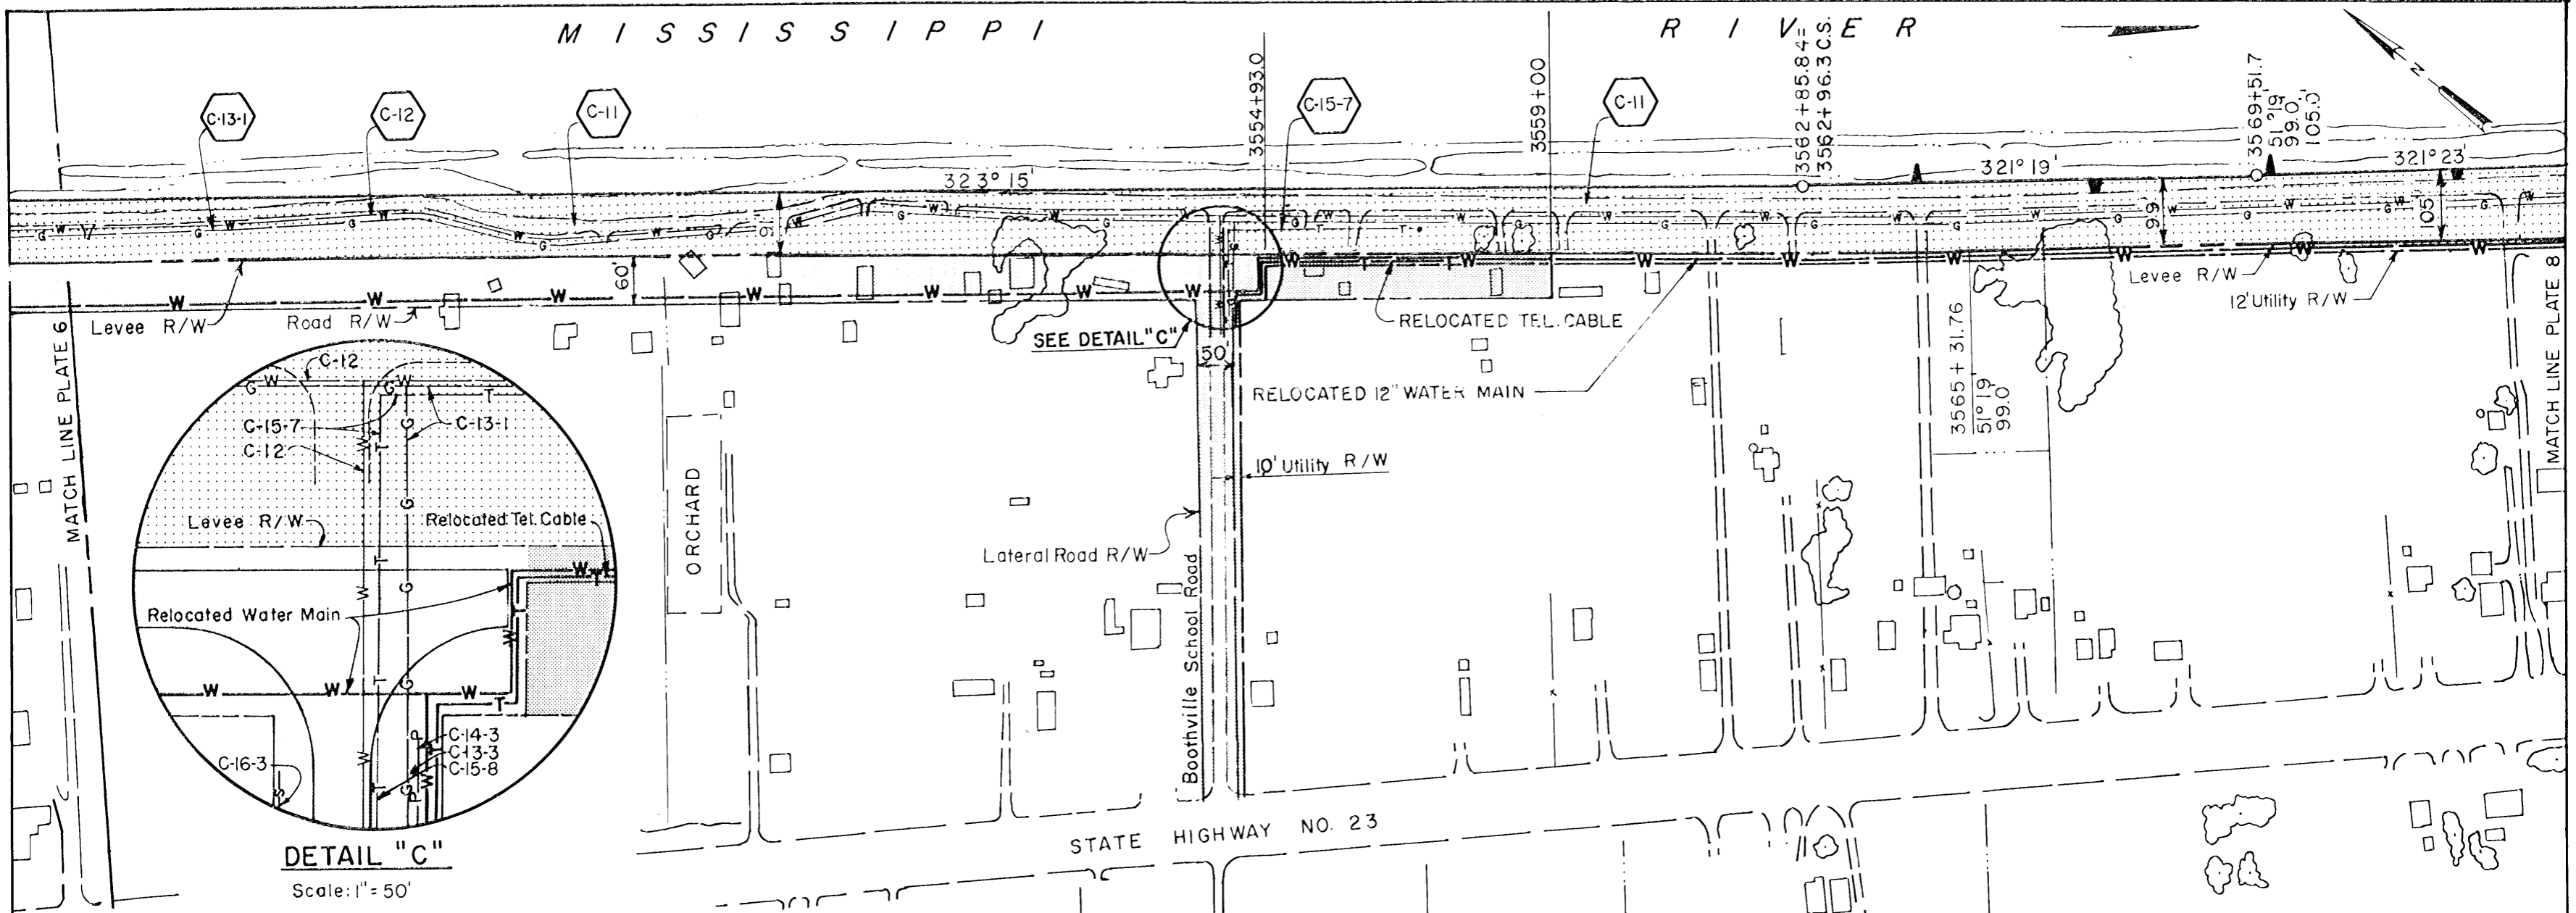 MISSISSIPPI RIVER
N
C-13-1
C-12
C-11
3554+93.0
C-15-7
3559+00
C-11
3562+85.84=
3562+96.3 C.S.
3569+51.7
51°19'
99.0'
105.0'
323°15'
321°19'
321°23'
60'
99'
105'
Levee R/W
Road R/W
SEE DETAIL "C"
RELOCATED TEL. CABLE
Levee R/W
12' Utility R/W
50'
RELOCATED 12" WATER MAIN
3565+31.76
51°19'
99.0'
10' Utility R/W
Lateral Road R/W
Boothville School Road
ORCHARD
MATCH LINE PLATE 6
MATCH LINE PLATE 8
STATE HIGHWAY NO. 23
C-12
C-15-7
C-13-1
C-12
Levee R/W
Relocated Tel. Cable
Relocated Water Main
C-14-3
C-13-3
C-15-8
C-16-3
DETAIL "C"
Scale: 1" = 50'